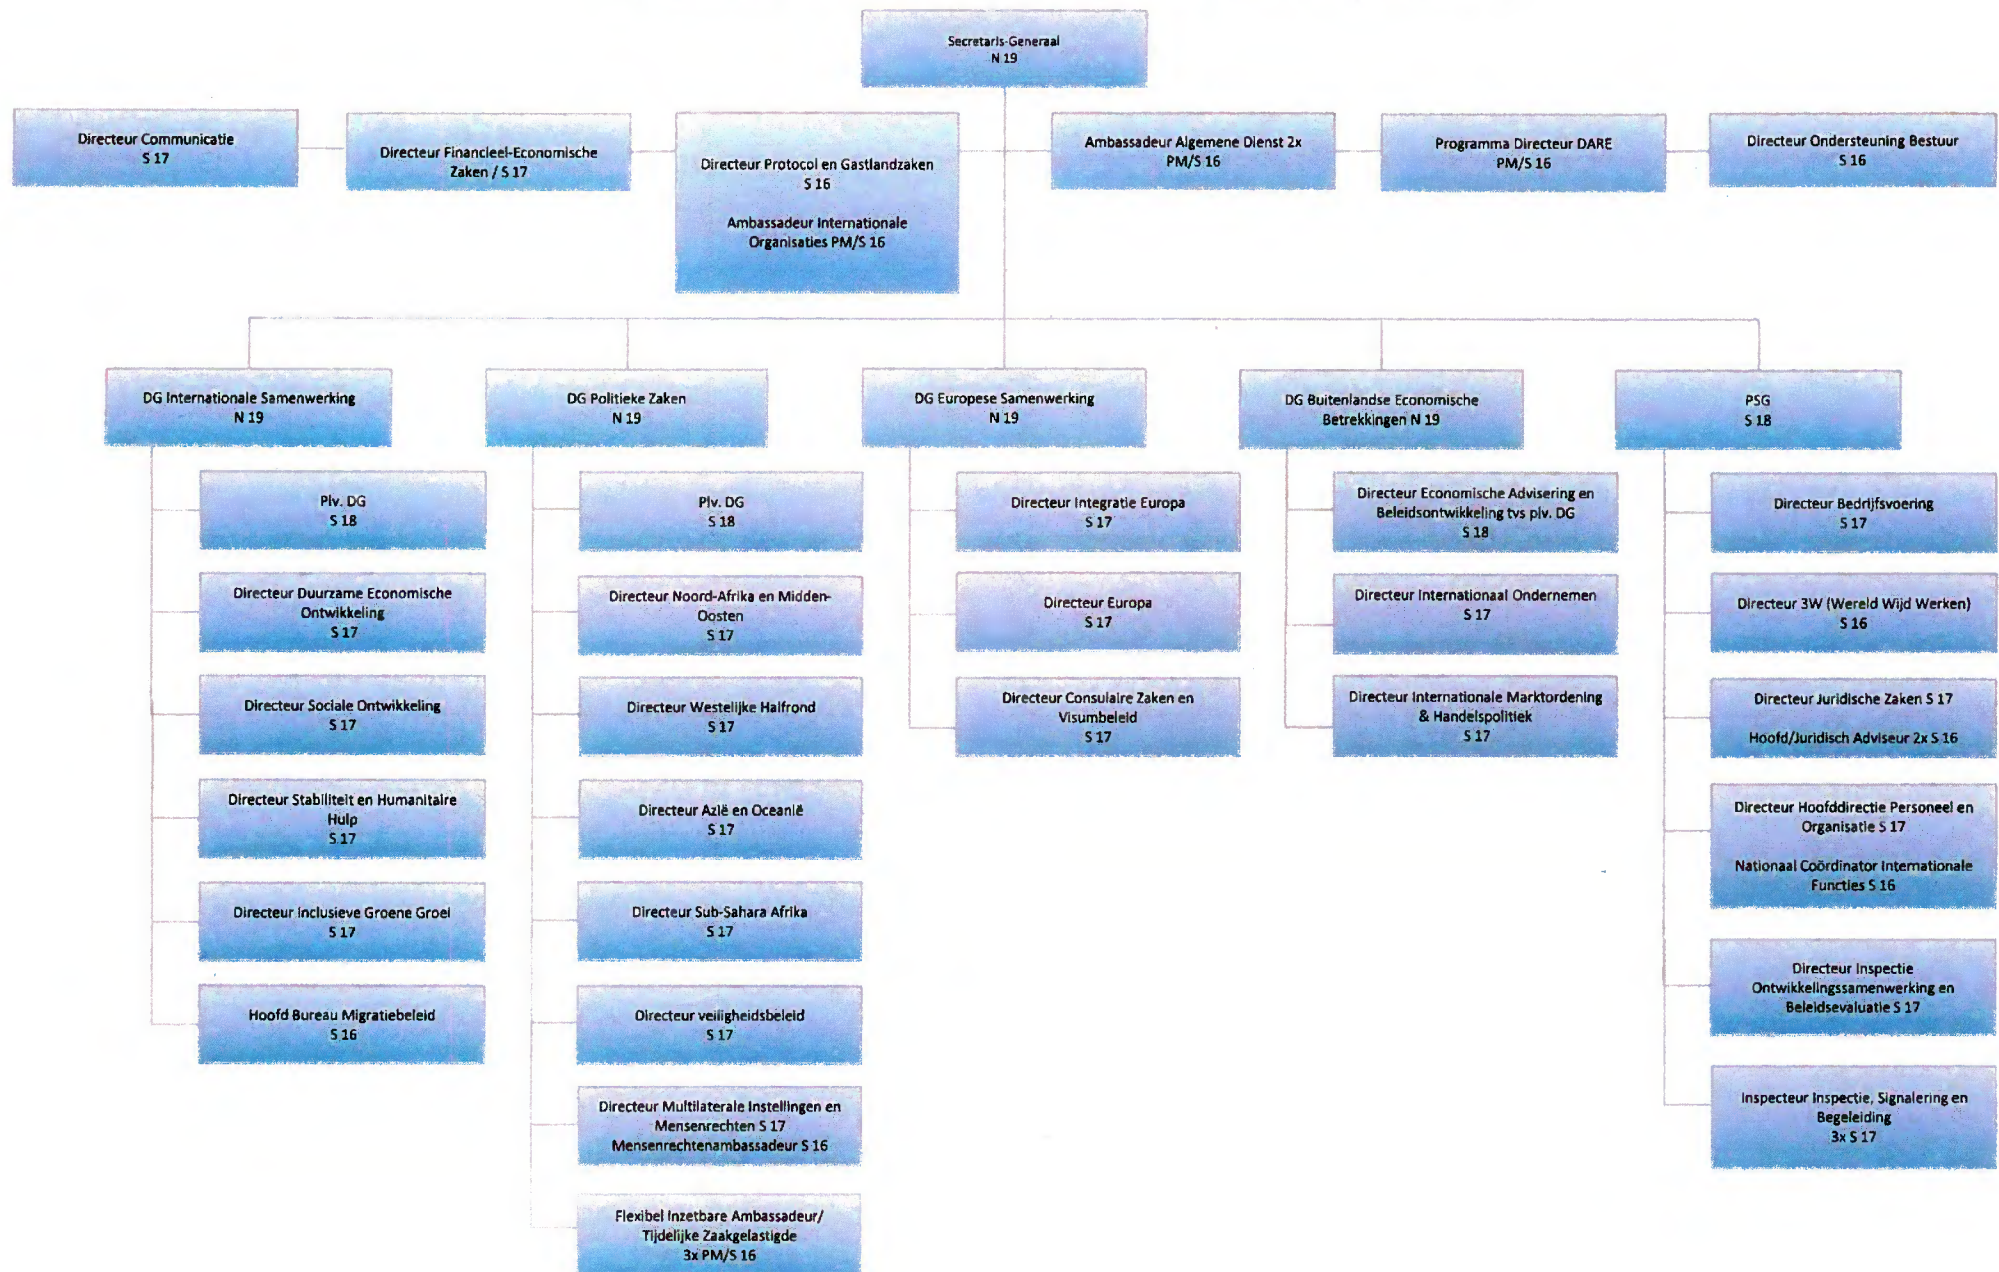 Secretaris-Generaal
N 19
Directeur Communicatie
S 17
Directeur Financieel-Economische
Zaken / S 17
Directeur Protocol en Gastlandzaken
S 16
Ambassadeur Internationale
Organisaties PM/S 16
Ambassadeur Algemene Dienst 2x
PM/S 16
Programma Directeur DARE
PM/S 16
Directeur Ondersteuning Bestuur
S 16
DG Internationale Samenwerking
N 19
Plv. DG
S 18
Directeur Duurzame Economische
Ontwikkeling
S 17
Directeur Sociale Ontwikkeling
S 17
Directeur Stabiliteit en Humanitaire
Hulp
S 17
Directeur Inclusieve Groene Groei
S 17
Hoofd Bureau Migratiebeleid
S 16
DG Politieke Zaken
N 19
Plv. DG
S 18
Directeur Noord-Afrika en Midden-
Oosten
S 17
Directeur Westelijke Halfrond
S 17
Directeur Azië en Oceanië
S 17
Directeur Sub-Sahara Afrika
S 17
Directeur veiligheidsbeleid
S 17
Directeur Multilaterale Instellingen en
Mensenrechten S 17
Mensenrechtenambassadeur S 16
Flexibel Inzetbare Ambassadeur/
Tijdelijke Zaakgelastigde
3x PM/S 16
DG Europese Samenwerking
N 19
Directeur Integratie Europa
S 17
Directeur Europa
S 17
Directeur Consulaire Zaken en
Visumbeleid
S 17
DG Buitenlandse Economische
Betrekkingen N 19
Directeur Economische Advisering en
Beleidsontwikkeling tvs plv. DG
S 18
Directeur Internationaal Ondernemen
S 17
Directeur Internationale Marktordening
& Handelspolitiek
S 17
PSG
S 18
Directeur Bedrijfsvoering
S 17
Directeur 3W (Wereld Wijd Werken)
S 16
Directeur Juridische Zaken S 17
Hoofd/Juridisch Adviseur 2x S 16
Directeur Hoofddirectie Personeel en
Organisatie S 17
Nationaal Coördinator Internationale
Functies S 16
Directeur Inspectie
Ontwikkelingssamenwerking en
Beleidsevaluatie S 17
Inspecteur Inspectie, Signalering en
Begeleiding
3x S 17